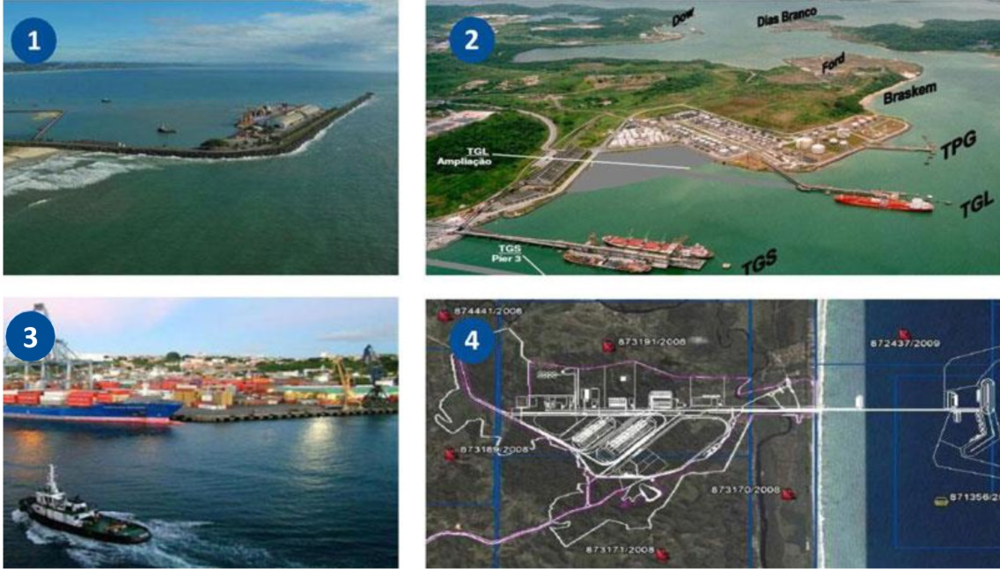 1
2
Dow
Dias Branco
Ford
Braskem
TPG
TGL
Ampliação
TGL
TGS
Pier 3
TGS
3
4
874441/2008
873191/2008
872437/2009
873189/2008
873170/2008
871356/2
873171/2008